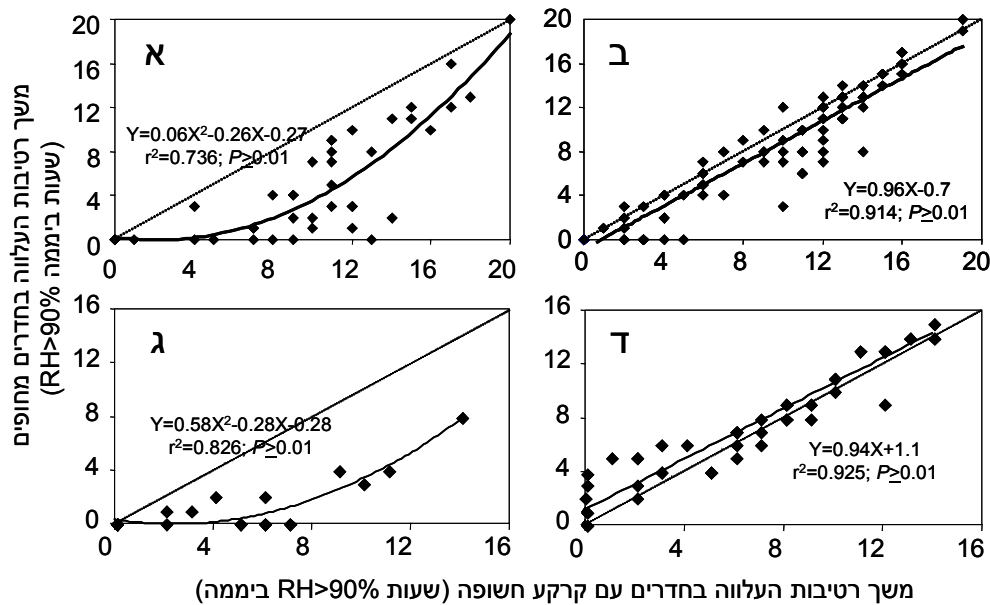 משך רטיבות העלווה בחדרים מחופים
(שעות ביממה RH>90%)
א
20
16
12
8
4
0
Y=0.06X²-0.26X-0.27
r²=0.736; P≥0.01
0 4 8 12 16 20
ב
20
16
12
8
4
0
Y=0.96X-0.7
r²=0.914; P≥0.01
0 4 8 12 16 20
ג
16
12
8
4
0
Y=0.58X²-0.28X-0.28
r²=0.826; P≥0.01
0 4 8 12 16
ד
16
12
8
4
0
Y=0.94X+1.1
r²=0.925; P≥0.01
0 4 8 12 16
משך רטיבות העלווה בחדרים עם קרקע חשופה (שעות RH>90% ביממה)